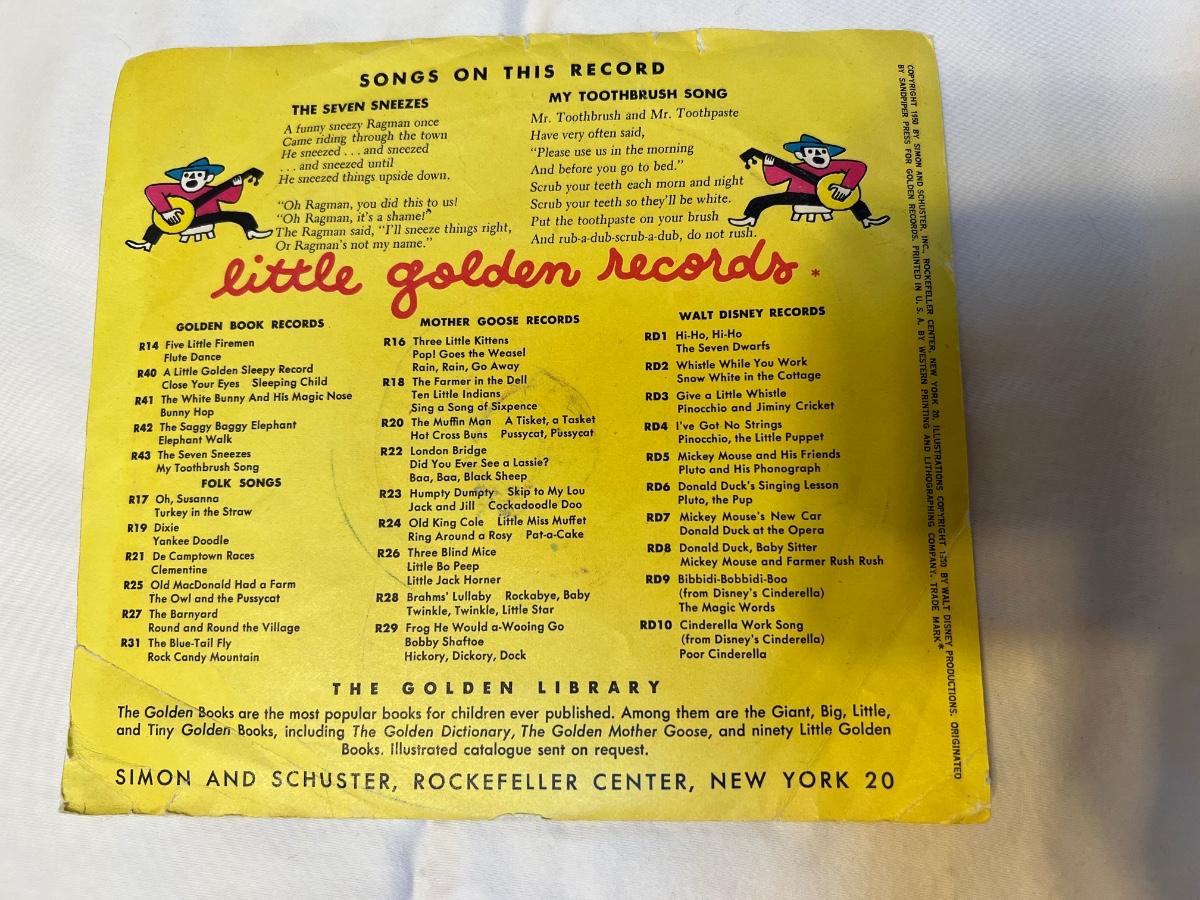 SONGS ON THIS RECORD
THE SEVEN SNEEZES
A funny sneezy Ragman once
Came riding through the town
He sneezed . . . and sneezed
. . . and sneezed until
He sneezed things upside down.
"Oh Ragman, you did this to us!
"Oh Ragman, it's a shame!"
The Ragman said, "I'll sneeze things right,
Or Ragman's not my name."
MY TOOTHBRUSH SONG
Mr. Toothbrush and Mr. Toothpaste
Have very often said,
"Please use us in the morning
And before you go to bed."
Scrub your teeth each morn and night
Scrub your teeth so they'll be white.
Put the toothpaste on your brush
And rub-a-dub-scrub-a-dub, do not rush.
little golden records *
GOLDEN BOOK RECORDS
R14 Five Little Firemen
Flute Dance
R40 A Little Golden Sleepy Record
Close Your Eyes Sleeping Child
R41 The White Bunny And His Magic Nose
Bunny Hop
R42 The Saggy Baggy Elephant
Elephant Walk
R43 The Seven Sneezes
My Toothbrush Song
FOLK SONGS
R17 Oh, Susanna
Turkey in the Straw
R19 Dixie
Yankee Doodle
R21 De Camptown Races
Clementine
R25 Old MacDonald Had a Farm
The Owl and the Pussycat
R27 The Barnyard
Round and Round the Village
R31 The Blue-Tail Fly
Rock Candy Mountain
MOTHER GOOSE RECORDS
R16 Three Little Kittens
Pop! Goes the Weasel
Rain, Rain, Go Away
R18 The Farmer in the Dell
Ten Little Indians
Sing a Song of Sixpence
R20 The Muffin Man A Tisket, a Tasket
Hot Cross Buns Pussycat, Pussycat
R22 London Bridge
Did You Ever See a Lassie?
Baa, Baa, Black Sheep
R23 Humpty Dumpty Skip to My Lou
Jack and Jill Cockadoodle Doo
R24 Old King Cole Little Miss Muffet
Ring Around a Rosy Pat-a-Cake
R26 Three Blind Mice
Little Bo Peep
Little Jack Horner
R28 Brahms' Lullaby Rockabye, Baby
Twinkle, Twinkle, Little Star
R29 Frog He Would a-Wooing Go
Bobby Shaftoe
Hickory, Dickory, Dock
WALT DISNEY RECORDS
RD1 Hi-Ho, Hi-Ho
The Seven Dwarfs
RD2 Whistle While You Work
Snow White in the Cottage
RD3 Give a Little Whistle
Pinocchio and Jiminy Cricket
RD4 I've Got No Strings
Pinocchio, the Little Puppet
RD5 Mickey Mouse and His Friends
Pluto and His Phonograph
RD6 Donald Duck's Singing Lesson
Pluto, the Pup
RD7 Mickey Mouse's New Car
Donald Duck at the Opera
RD8 Donald Duck, Baby Sitter
Mickey Mouse and Farmer Rush Rush
RD9 Bibbidi-Bobbidi-Boo
(from Disney's Cinderella)
The Magic Words
RD10 Cinderella Work Song
(from Disney's Cinderella)
Poor Cinderella
THE GOLDEN LIBRARY
The Golden Books are the most popular books for children ever published. Among them are the Giant, Big, Little,
and Tiny Golden Books, including The Golden Dictionary, The Golden Mother Goose, and ninety Little Golden
Books. Illustrated catalogue sent on request.
SIMON AND SCHUSTER, ROCKEFELLER CENTER, NEW YORK 20
COPYRIGHT 1950 BY SIMON AND SCHUSTER, INC., ROCKEFELLER CENTER, NEW YORK 20. ILLUSTRATIONS COPYRIGHT 1950 BY WALT DISNEY PRODUCTIONS. ORIGINATED
BY SANDPIPER PRESS FOR GOLDEN RECORDS. PRINTED IN U. S. A. BY WESTERN PRINTING AND LITHOGRAPHING COMPANY. TRADE MARK*